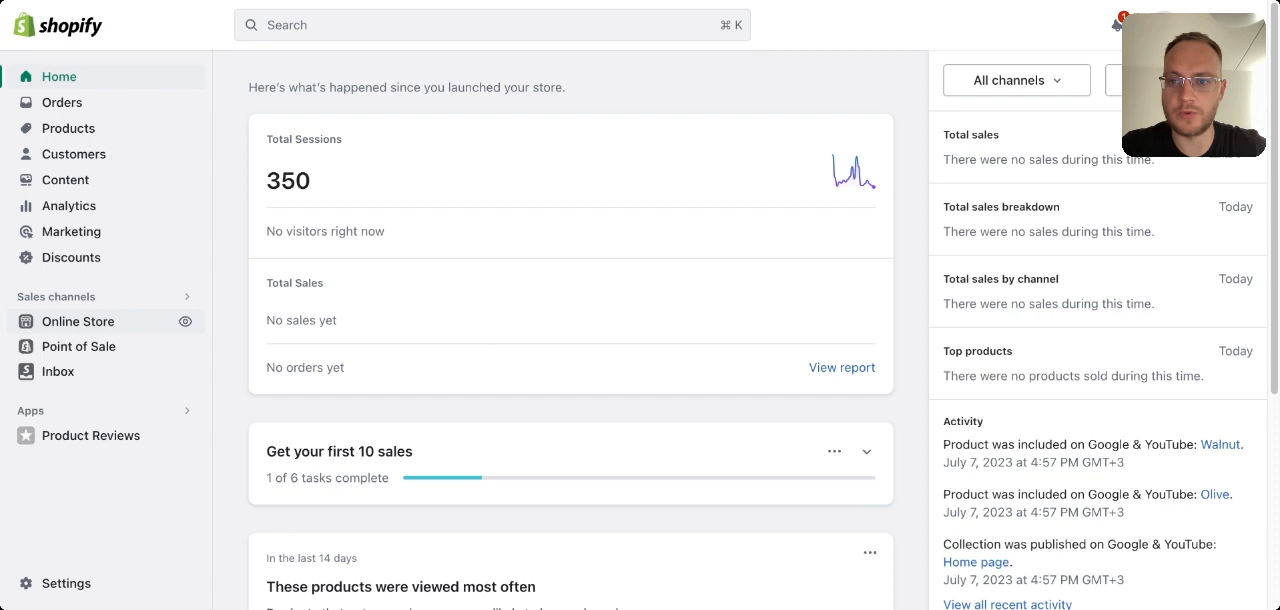 shopify
Search
⌘ K
1
Home
Orders
Products
Customers
Content
Analytics
Marketing
Discounts
Sales channels
Online Store
Point of Sale
Inbox
Apps
Product Reviews
Settings
Here's what's happened since you launched your store.
Total Sessions
350
No visitors right now
Total Sales
No sales yet
No orders yet
View report
Get your first 10 sales
1 of 6 tasks complete
In the last 14 days
These products were viewed most often
All channels
Total sales
There were no sales during this time.
Total sales breakdown
Today
There were no sales during this time.
Total sales by channel
Today
There were no sales during this time.
Top products
Today
There were no products sold during this time.
Activity
Product was included on Google & YouTube: Walnut.
July 7, 2023 at 4:57 PM GMT+3
Product was included on Google & YouTube: Olive.
July 7, 2023 at 4:57 PM GMT+3
Collection was published on Google & YouTube:
Home page.
July 7, 2023 at 4:57 PM GMT+3
View all recent activity